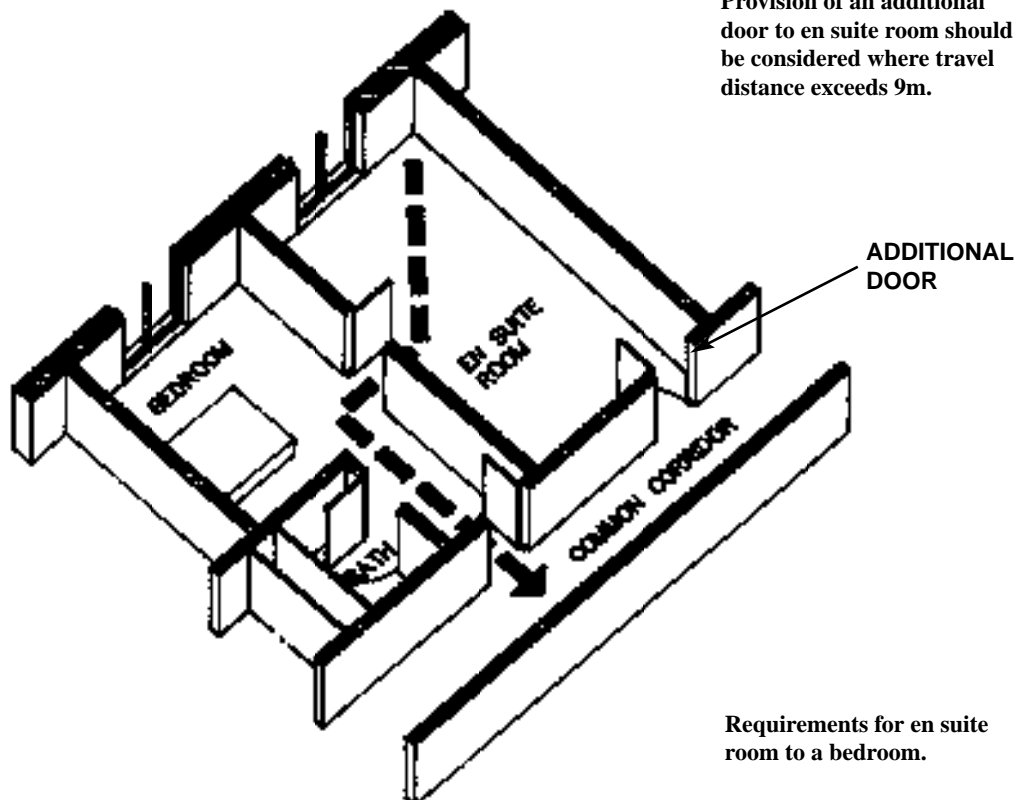 Provision of an additional
door to en suite room should
be considered where travel
distance exceeds 9m.
ADDITIONAL
DOOR
EN SUITE
ROOM
BEDROOM
COMMON CORRIDOR
BATH
Requirements for en suite
room to a bedroom.